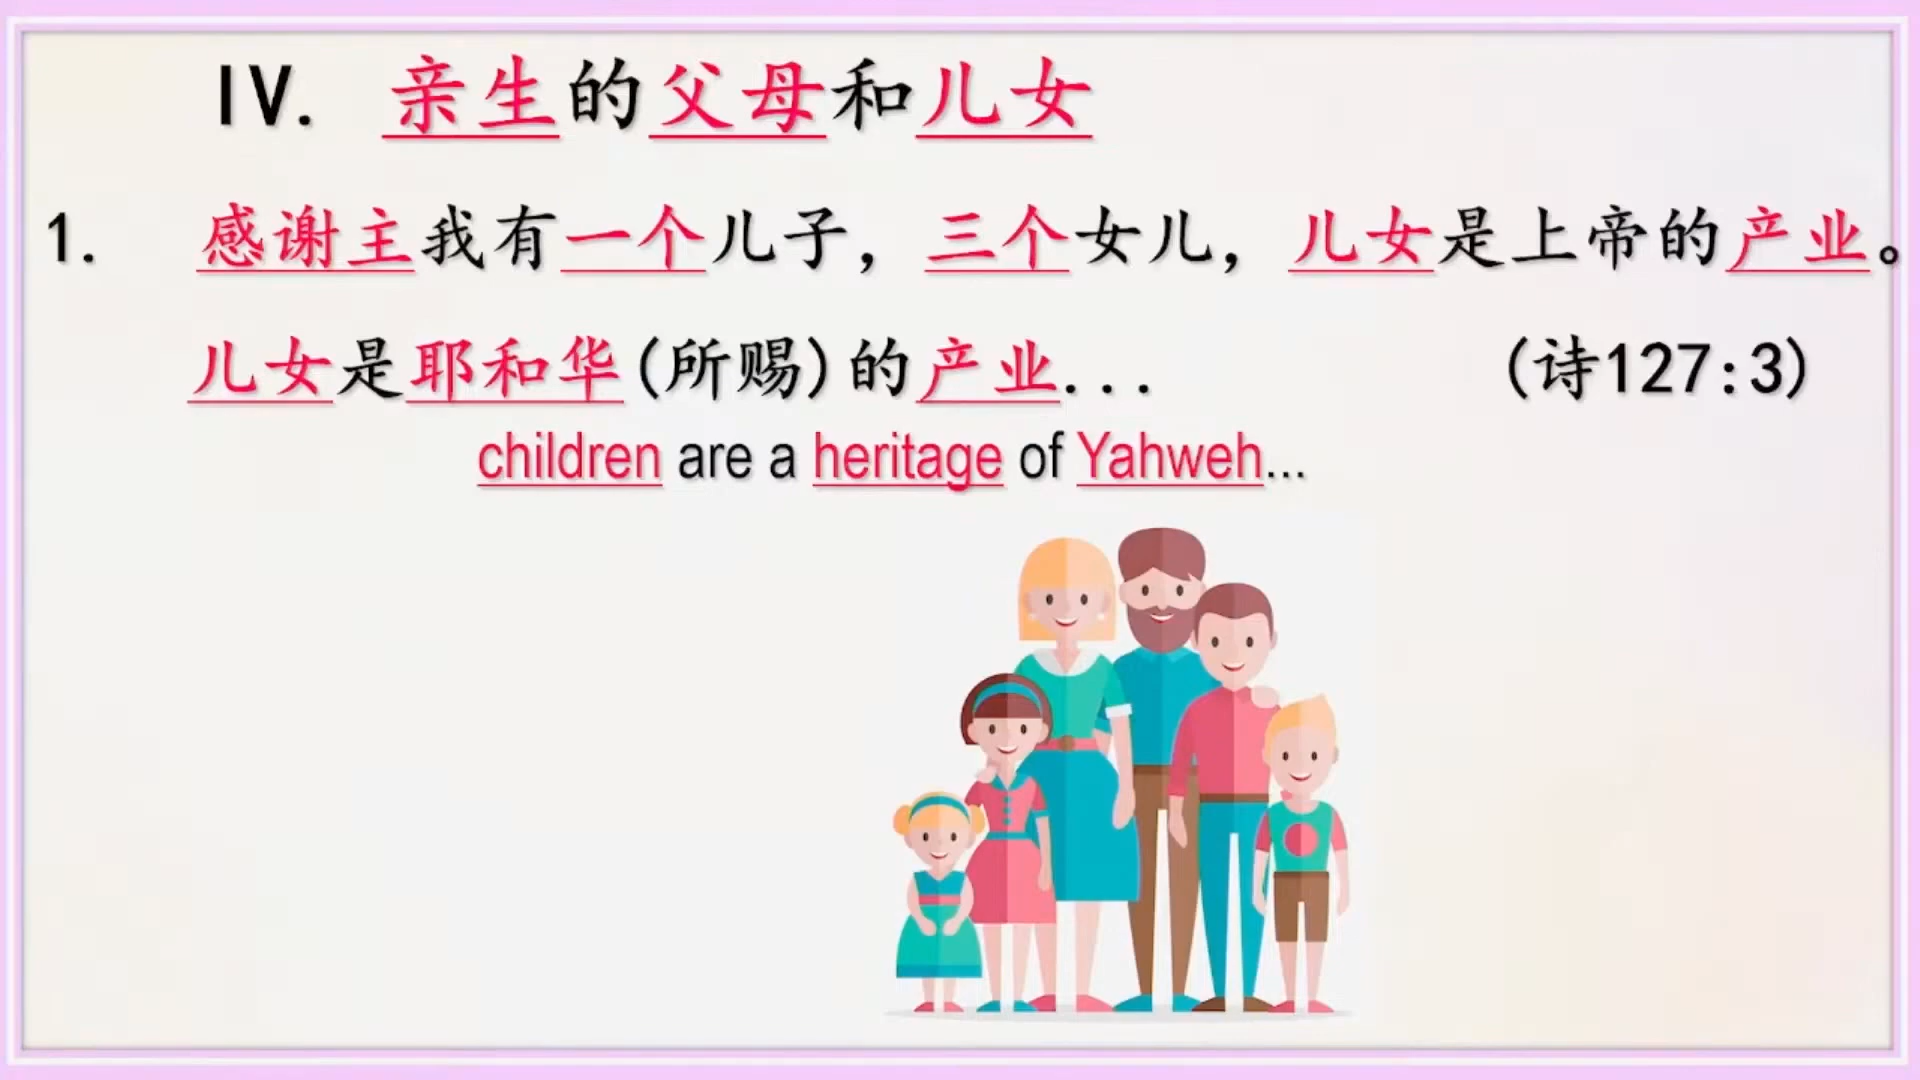 IV. 亲生的父母和儿女
1. 感谢主我有一个儿子，三个女儿，儿女是上帝的产业。
儿女是耶和华(所赐)的产业... (诗127:3)
children are a heritage of Yahweh...